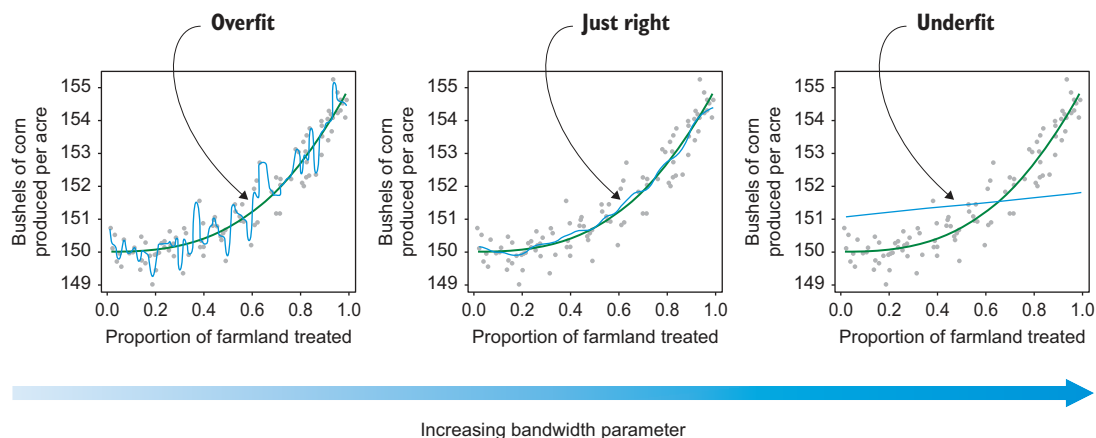 Overfit
Just right
Underfit
Bushels of corn
produced per acre
155
154
153
152
151
150
149
0.0 0.2 0.4 0.6 0.8 1.0
Proportion of farmland treated
Bushels of corn
produced per acre
155
154
153
152
151
150
149
0.0 0.2 0.4 0.6 0.8 1.0
Proportion of farmland treated
Bushels of corn
produced per acre
155
154
153
152
151
150
149
0.0 0.2 0.4 0.6 0.8 1.0
Proportion of farmland treated
Increasing bandwidth parameter